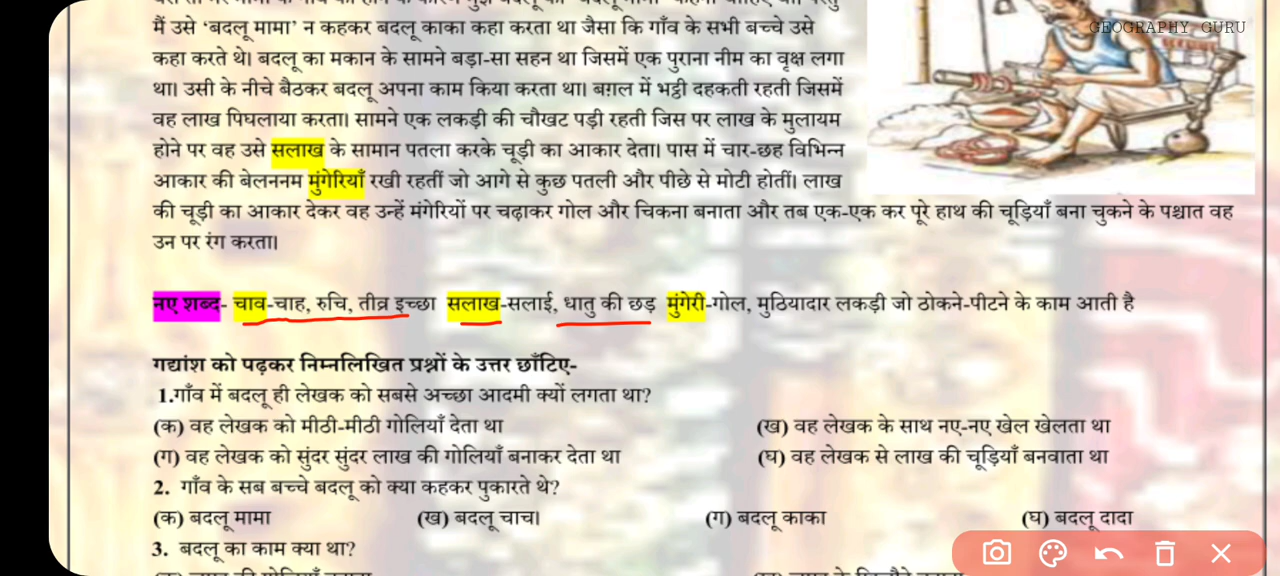 मैं उसे ‘बदलू मामा’ न कहकर बदलू काका कहा करता था जैसा कि गाँव के सभी बच्चे उसे
GEOGRAPHY GURU
कहा करते थे। बदलू का मकान के सामने बड़ा-सा सहन था जिसमें एक पुराना नीम का वृक्ष लगा
था। उसी के नीचे बैठकर बदलू अपना काम किया करता था। बग़ल में भट्ठी दहकती रहती जिसमें
वह लाख पिघलाया करता। सामने एक लकड़ी की चौखट पड़ी रहती जिस पर लाख के मुलायम
होने पर वह उसे सलाख के सामान पतला करके चूड़ी का आकार देता। पास में चार-छह विभिन्न
आकार की बेलननम मुंगेरियाँ रखी रहतीं जो आगे से कुछ पतली और पीछे से मोटी होतीं। लाख
की चूड़ी का आकार देकर वह उन्हें मंगेरियों पर चढ़ाकर गोल और चिकना बनाता और तब एक-एक कर पूरे हाथ की चूड़ियाँ बना चुकने के पश्चात वह
उन पर रंग करता।
नए शब्द- चाव-चाह, रुचि, तीव्र इच्छा सलाख-सलाई, धातु की छड़ मुंगेरी-गोल, मुठियादार लकड़ी जो ठोकने-पीटने के काम आती है
गद्यांश को पढ़कर निम्नलिखित प्रश्नों के उत्तर छाँटिए-
1.गाँव में बदलू ही लेखक को सबसे अच्छा आदमी क्यों लगता था?
(क) वह लेखक को मीठी-मीठी गोलियाँ देता था (ख) वह लेखक के साथ नए-नए खेल खेलता था
(ग) वह लेखक को सुंदर सुंदर लाख की गोलियाँ बनाकर देता था (घ) वह लेखक से लाख की चूड़ियाँ बनवाता था
2. गाँव के सब बच्चे बदलू को क्या कहकर पुकारते थे?
(क) बदलू मामा (ख) बदलू चाचा (ग) बदलू काका (घ) बदलू दादा
3. बदलू का काम क्या था?